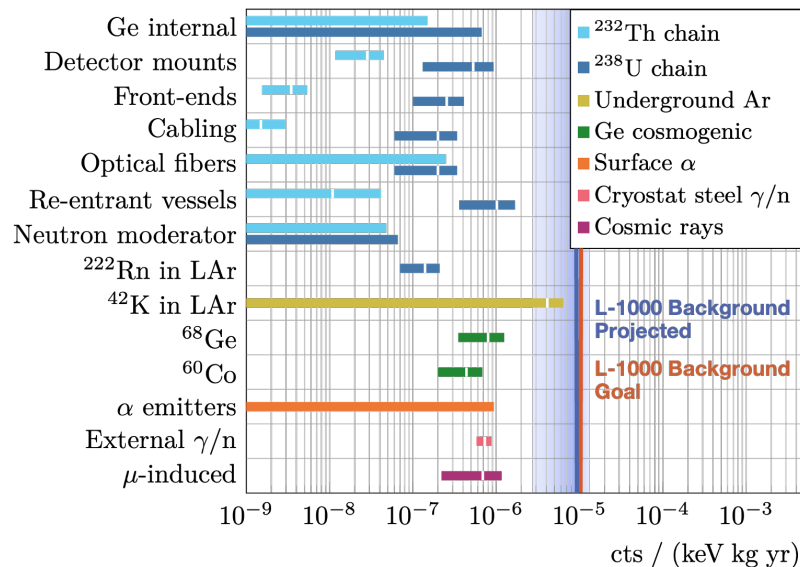 Ge internal
Detector mounts
Front-ends
Cabling
Optical fibers
Re-entrant vessels
Neutron moderator
²²²Rn in LAr
⁴²K in LAr
⁶⁸Ge
⁶⁰Co
α emitters
External γ/n
μ-induced
²³²Th chain
²³⁸U chain
Underground Ar
Ge cosmogenic
Surface α
Cryostat steel γ/n
Cosmic rays
L-1000 Background
Projected
L-1000 Background
Goal
10⁻⁹ 10⁻⁸ 10⁻⁷ 10⁻⁶ 10⁻⁵ 10⁻⁴ 10⁻³
cts / (keV kg yr)